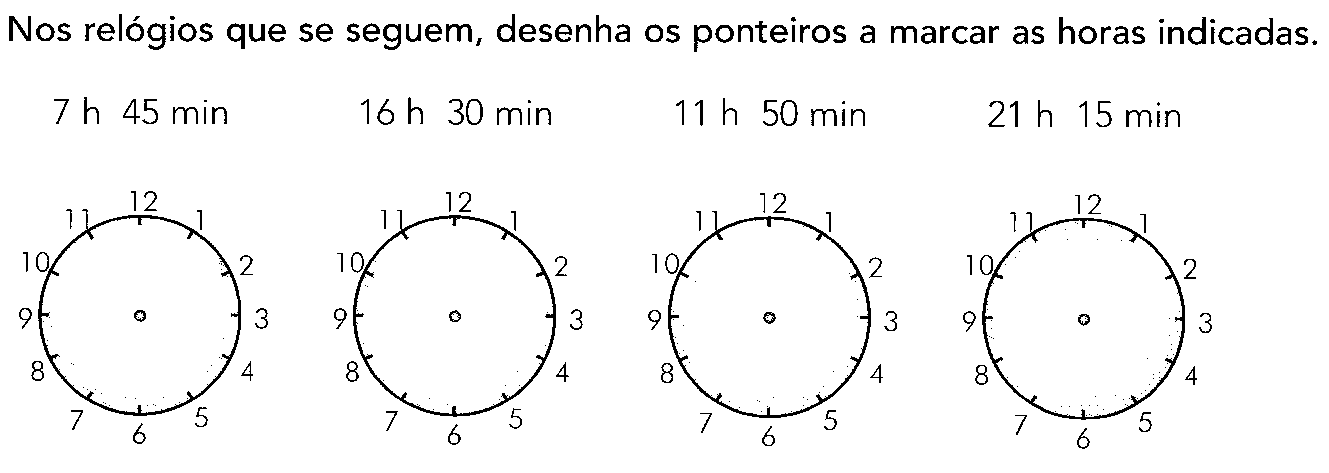 Nos relógios que se seguem, desenha os ponteiros a marcar as horas indicadas.
7 h 45 min 16 h 30 min 11 h 50 min 21 h 15 min
12 12 12 12
11 1 11 1 11 1 11 1
10 2 10 2 10 2 10 2
9 3 9 3 9 3 9 3
8 4 8 4 8 4 8 4
7 5 7 5 7 5 7 5
6 6 6 6